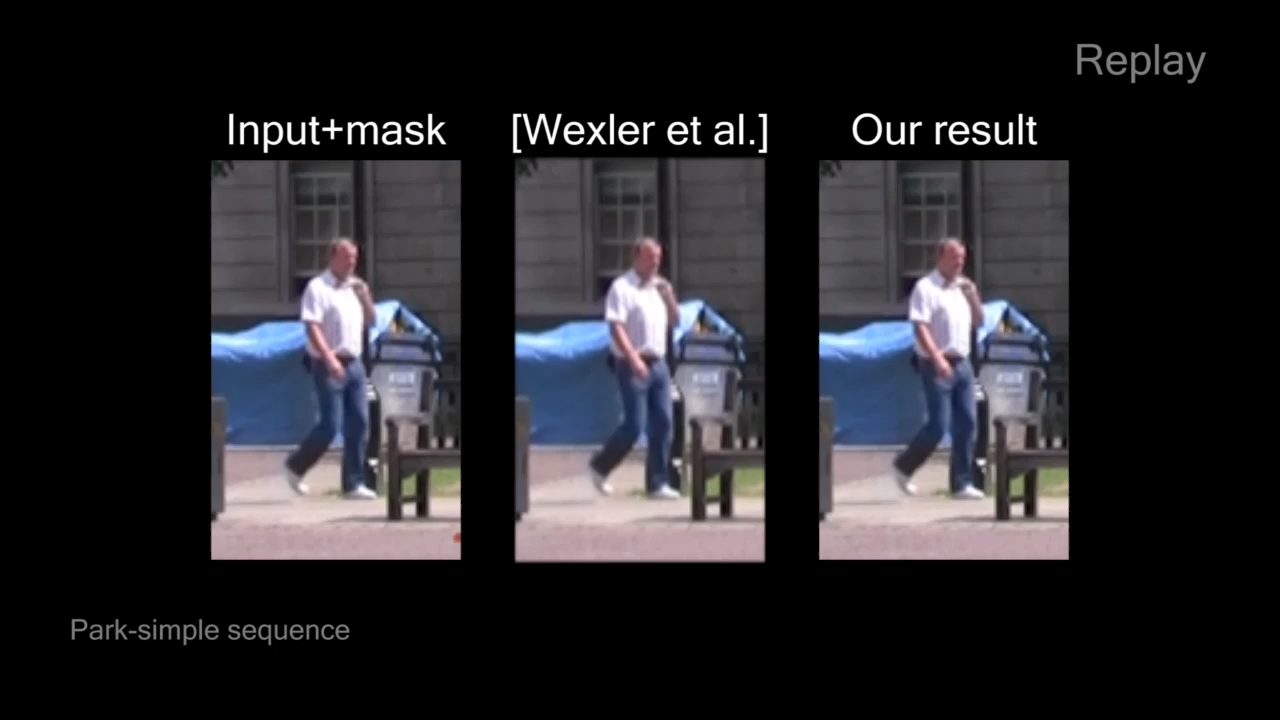 Replay
Input+mask
[Wexler et al.]
Our result
Park-simple sequence